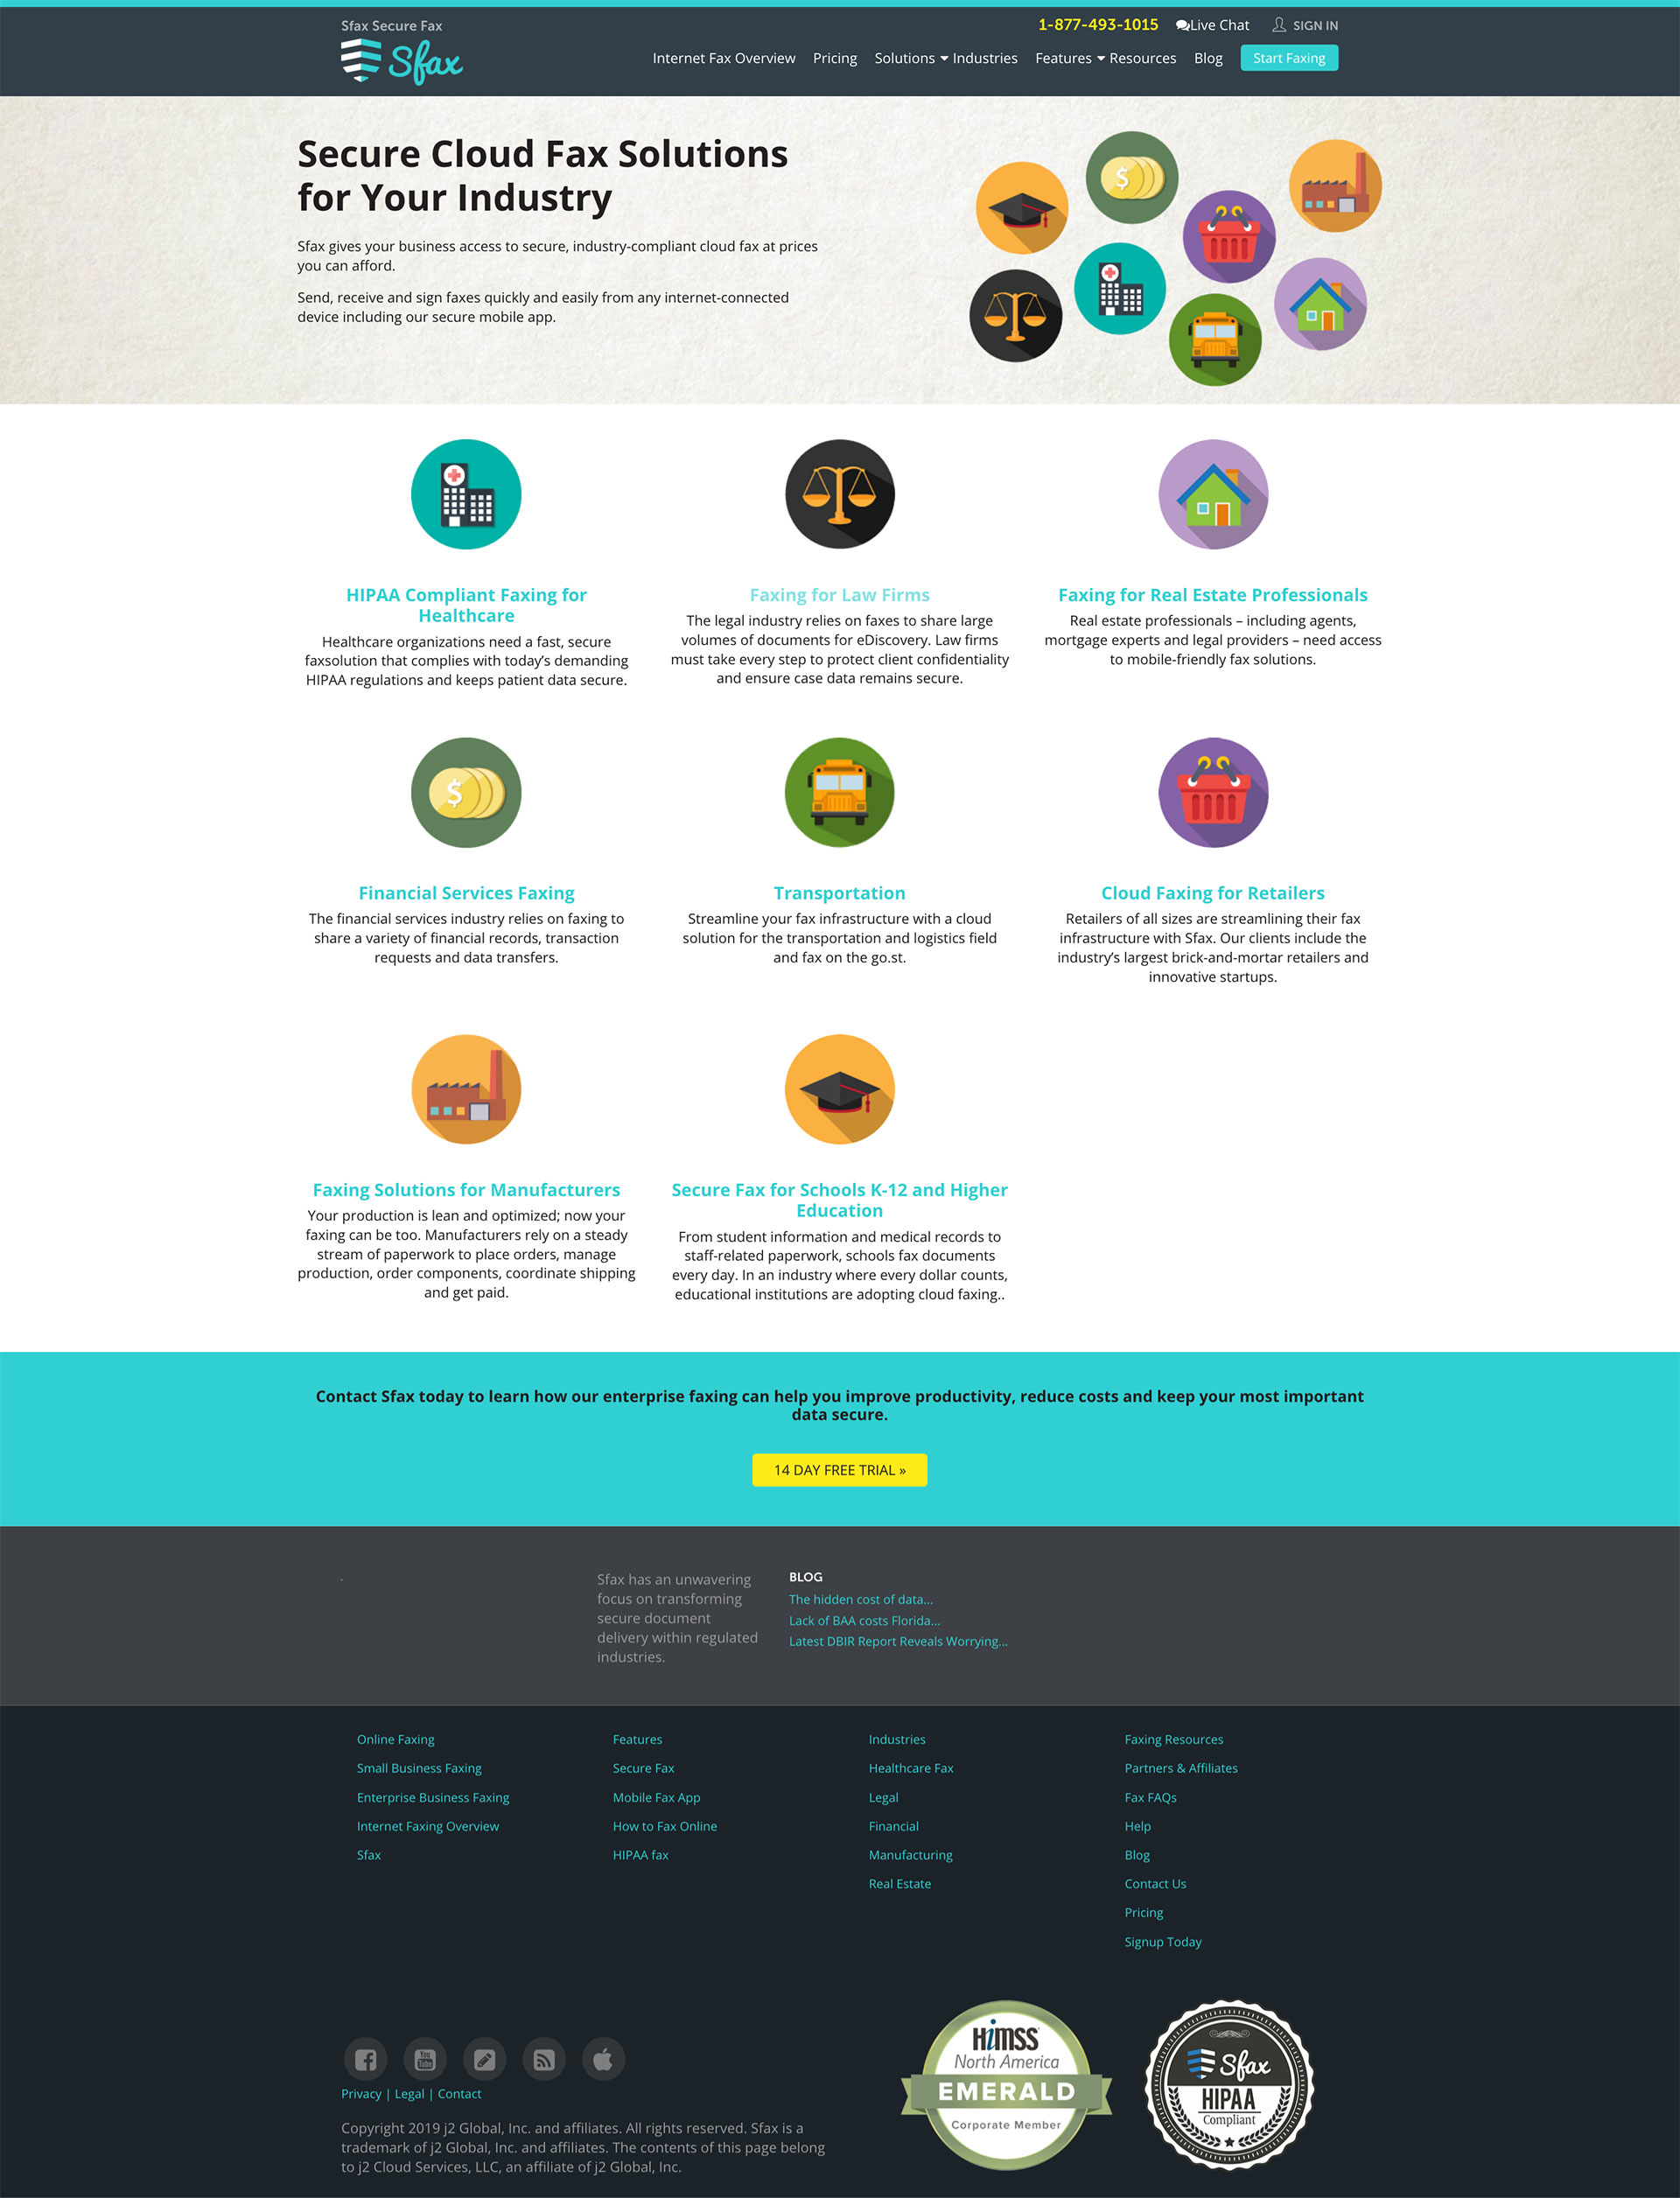 Sfax Secure Fax
Sfax
1-877-493-1015 Live Chat SIGN IN
Internet Fax Overview Pricing Solutions Industries Features Resources Blog Start Faxing
Secure Cloud Fax Solutions
for Your Industry
Sfax gives your business access to secure, industry-compliant cloud fax at prices
you can afford.
Send, receive and sign faxes quickly and easily from any internet-connected
device including our secure mobile app.
$
HIPAA Compliant Faxing for
Healthcare
Healthcare organizations need a fast, secure
faxsolution that complies with today's demanding
HIPAA regulations and keeps patient data secure.
Faxing for Law Firms
The legal industry relies on faxes to share large
volumes of documents for eDiscovery. Law firms
must take every step to protect client confidentiality
and ensure case data remains secure.
Faxing for Real Estate Professionals
Real estate professionals – including agents,
mortgage experts and legal providers – need access
to mobile-friendly fax solutions.
$
Financial Services Faxing
The financial services industry relies on faxing to
share a variety of financial records, transaction
requests and data transfers.
Transportation
Streamline your fax infrastructure with a cloud
solution for the transportation and logistics field
and fax on the go.st.
Cloud Faxing for Retailers
Retailers of all sizes are streamlining their fax
infrastructure with Sfax. Our clients include the
industry's largest brick-and-mortar retailers and
innovative startups.
Faxing Solutions for Manufacturers
Your production is lean and optimized; now your
faxing can be too. Manufacturers rely on a steady
stream of paperwork to place orders, manage
production, order components, coordinate shipping
and get paid.
Secure Fax for Schools K-12 and Higher
Education
From student information and medical records to
staff-related paperwork, schools fax documents
every day. In an industry where every dollar counts,
educational institutions are adopting cloud faxing..
Contact Sfax today to learn how our enterprise faxing can help you improve productivity, reduce costs and keep your most important
data secure.
14 DAY FREE TRIAL »
.
Sfax has an unwavering
focus on transforming
secure document
delivery within regulated
industries.
BLOG
The hidden cost of data...
Lack of BAA costs Florida...
Latest DBIR Report Reveals Worrying...
Online Faxing
Small Business Faxing
Enterprise Business Faxing
Internet Faxing Overview
Sfax
Features
Secure Fax
Mobile Fax App
How to Fax Online
HIPAA fax
Industries
Healthcare Fax
Legal
Financial
Manufacturing
Real Estate
Faxing Resources
Partners & Affiliates
Fax FAQs
Help
Blog
Contact Us
Pricing
Signup Today
You
Tube
Privacy | Legal | Contact
Copyright 2019 j2 Global, Inc. and affiliates. All rights reserved. Sfax is a
trademark of j2 Global, Inc. and affiliates. The contents of this page belong
to j2 Cloud Services, LLC, an affiliate of j2 Global, Inc.
HIMSS
North America
EMERALD
Corporate Member
Sfax
HIPAA
Compliant